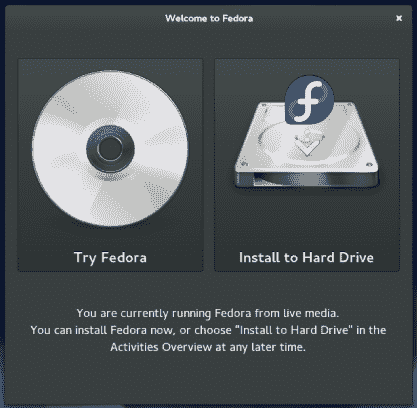 Welcome to Fedora
Try Fedora
Install to Hard Drive
You are currently running Fedora from live media.
You can install Fedora now, or choose "Install to Hard Drive" in the
Activities Overview at any later time.